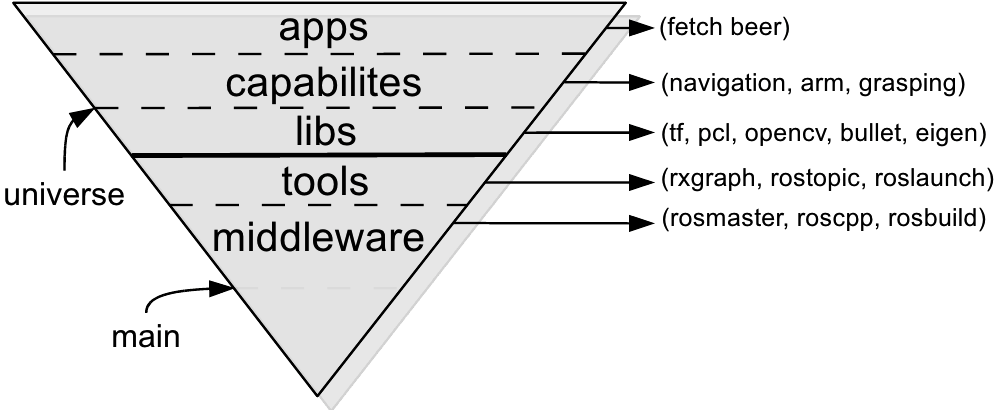 apps
(fetch beer)
capabilites
(navigation, arm, grasping)
libs
(tf, pcl, opencv, bullet, eigen)
tools
(rxgraph, rostopic, roslaunch)
universe
middleware
(rosmaster, roscpp, rosbuild)
main